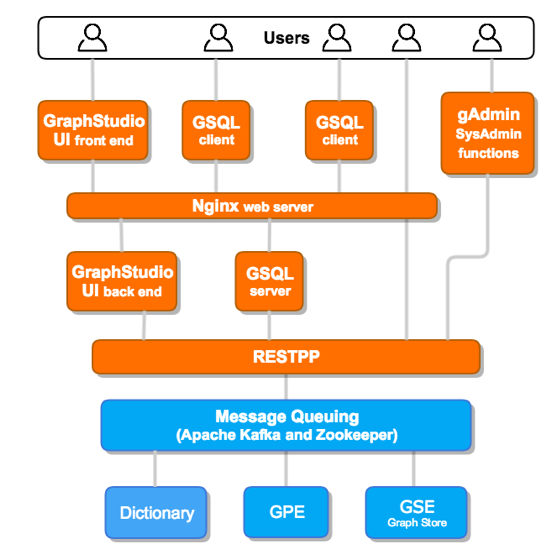 Users
GraphStudio
UI front end
GSQL
client
GSQL
client
gAdmin
SysAdmin
functions
Nginx web server
GraphStudio
UI back end
GSQL
server
RESTPP
Message Queuing
(Apache Kafka and Zookeeper)
Dictionary
GPE
GSE
Graph Store